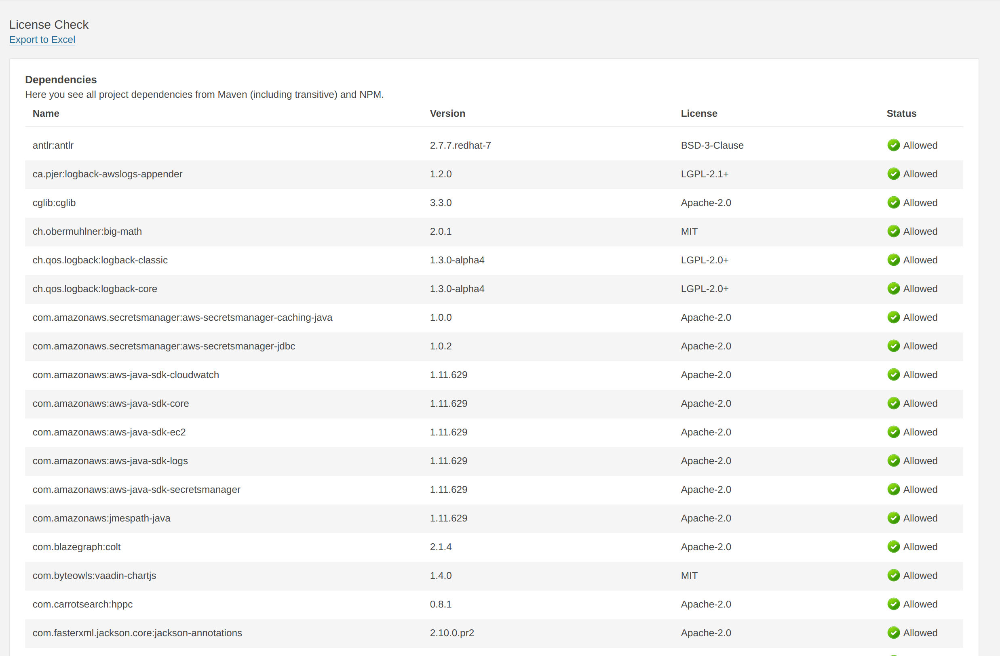 License Check
Export to Excel
Dependencies
Here you see all project dependencies from Maven (including transitive) and NPM.
Name Version License Status
antlr:antlr 2.7.7.redhat-7 BSD-3-Clause Allowed
ca.pjer:logback-awslogs-appender 1.2.0 LGPL-2.1+ Allowed
cglib:cglib 3.3.0 Apache-2.0 Allowed
ch.obermuhlner:big-math 2.0.1 MIT Allowed
ch.qos.logback:logback-classic 1.3.0-alpha4 LGPL-2.0+ Allowed
ch.qos.logback:logback-core 1.3.0-alpha4 LGPL-2.0+ Allowed
com.amazonaws.secretsmanager:aws-secretsmanager-caching-java 1.0.0 Apache-2.0 Allowed
com.amazonaws.secretsmanager:aws-secretsmanager-jdbc 1.0.2 Apache-2.0 Allowed
com.amazonaws:aws-java-sdk-cloudwatch 1.11.629 Apache-2.0 Allowed
com.amazonaws:aws-java-sdk-core 1.11.629 Apache-2.0 Allowed
com.amazonaws:aws-java-sdk-ec2 1.11.629 Apache-2.0 Allowed
com.amazonaws:aws-java-sdk-logs 1.11.629 Apache-2.0 Allowed
com.amazonaws:aws-java-sdk-secretsmanager 1.11.629 Apache-2.0 Allowed
com.amazonaws:jmespath-java 1.11.629 Apache-2.0 Allowed
com.blazegraph:colt 2.1.4 Apache-2.0 Allowed
com.byteowls:vaadin-chartjs 1.4.0 MIT Allowed
com.carrotsearch:hppc 0.8.1 Apache-2.0 Allowed
com.fasterxml.jackson.core:jackson-annotations 2.10.0.pr2 Apache-2.0 Allowed